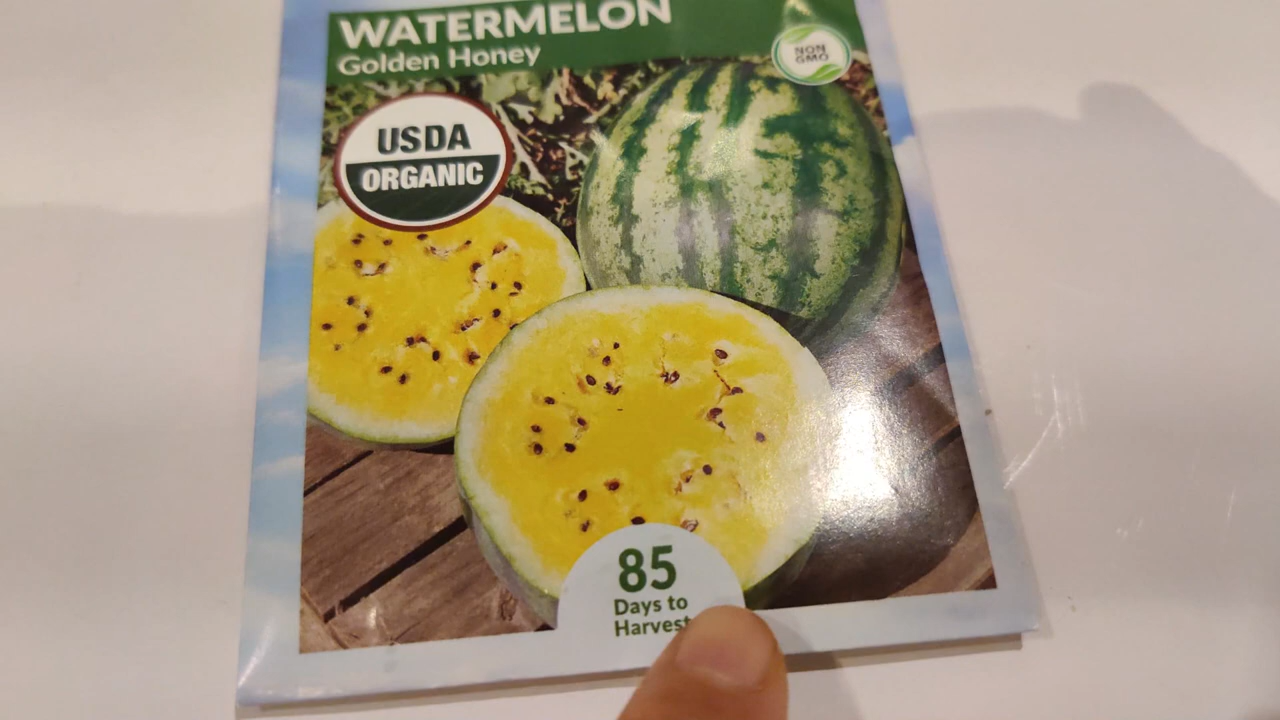 WATERMELON
Golden Honey
NON
GMO
USDA
ORGANIC
85
Days to
Harvest